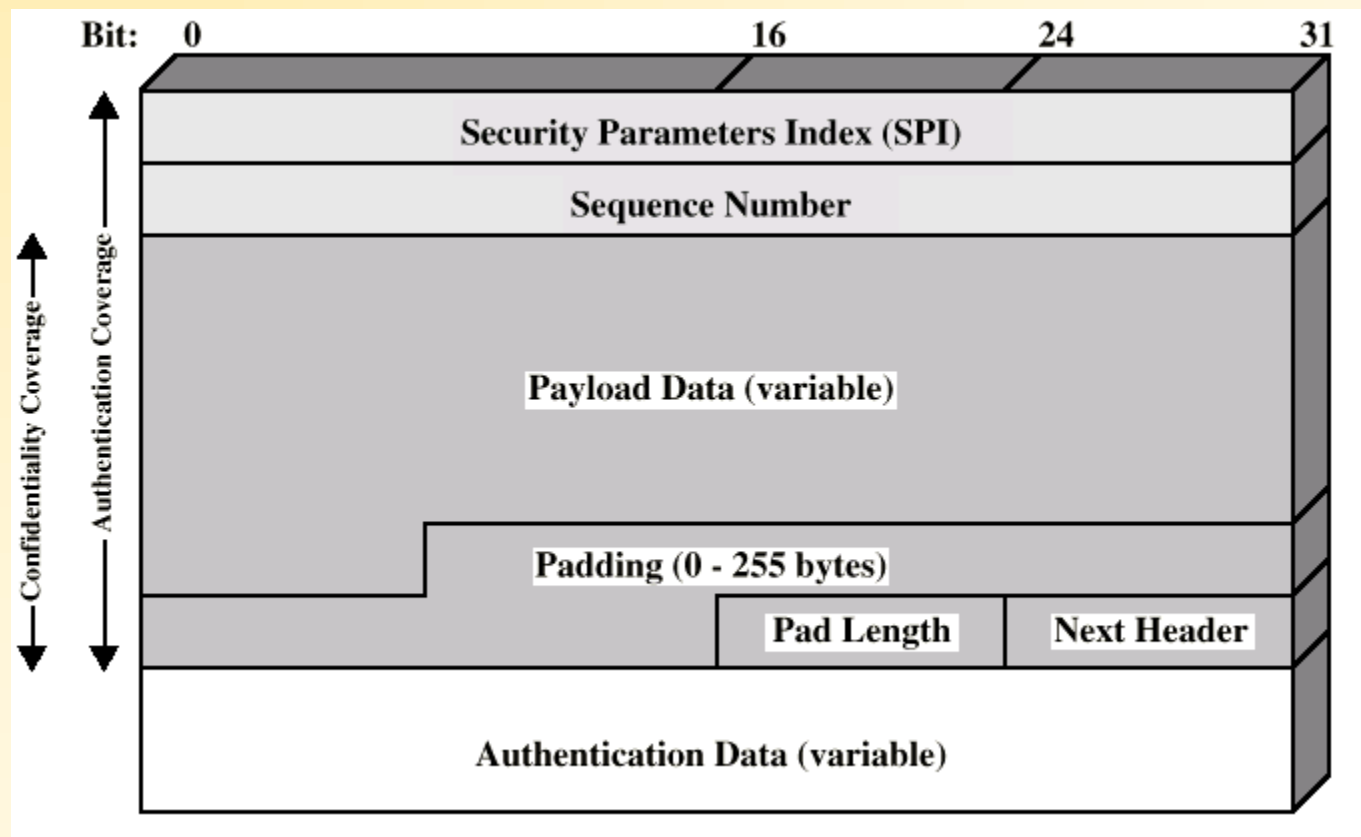 Bit: 0 16 24 31
Security Parameters Index (SPI)
Sequence Number
Payload Data (variable)
Padding (0 - 255 bytes)
Pad Length Next Header
Authentication Data (variable)
Confidentiality Coverage
Authentication Coverage